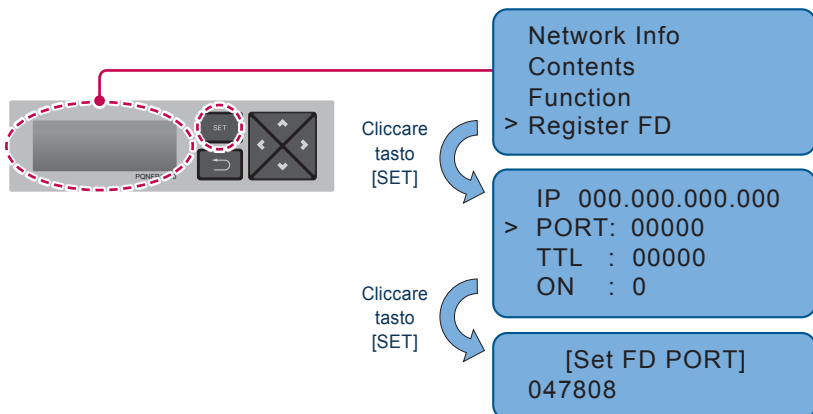 Network Info
Contents
Function
> Register FD
SET
Cliccare
tasto
[SET]
IP 000.000.000.000
> PORT: 00000
TTL : 00000
ON : 0
Cliccare
tasto
[SET]
[Set FD PORT]
047808